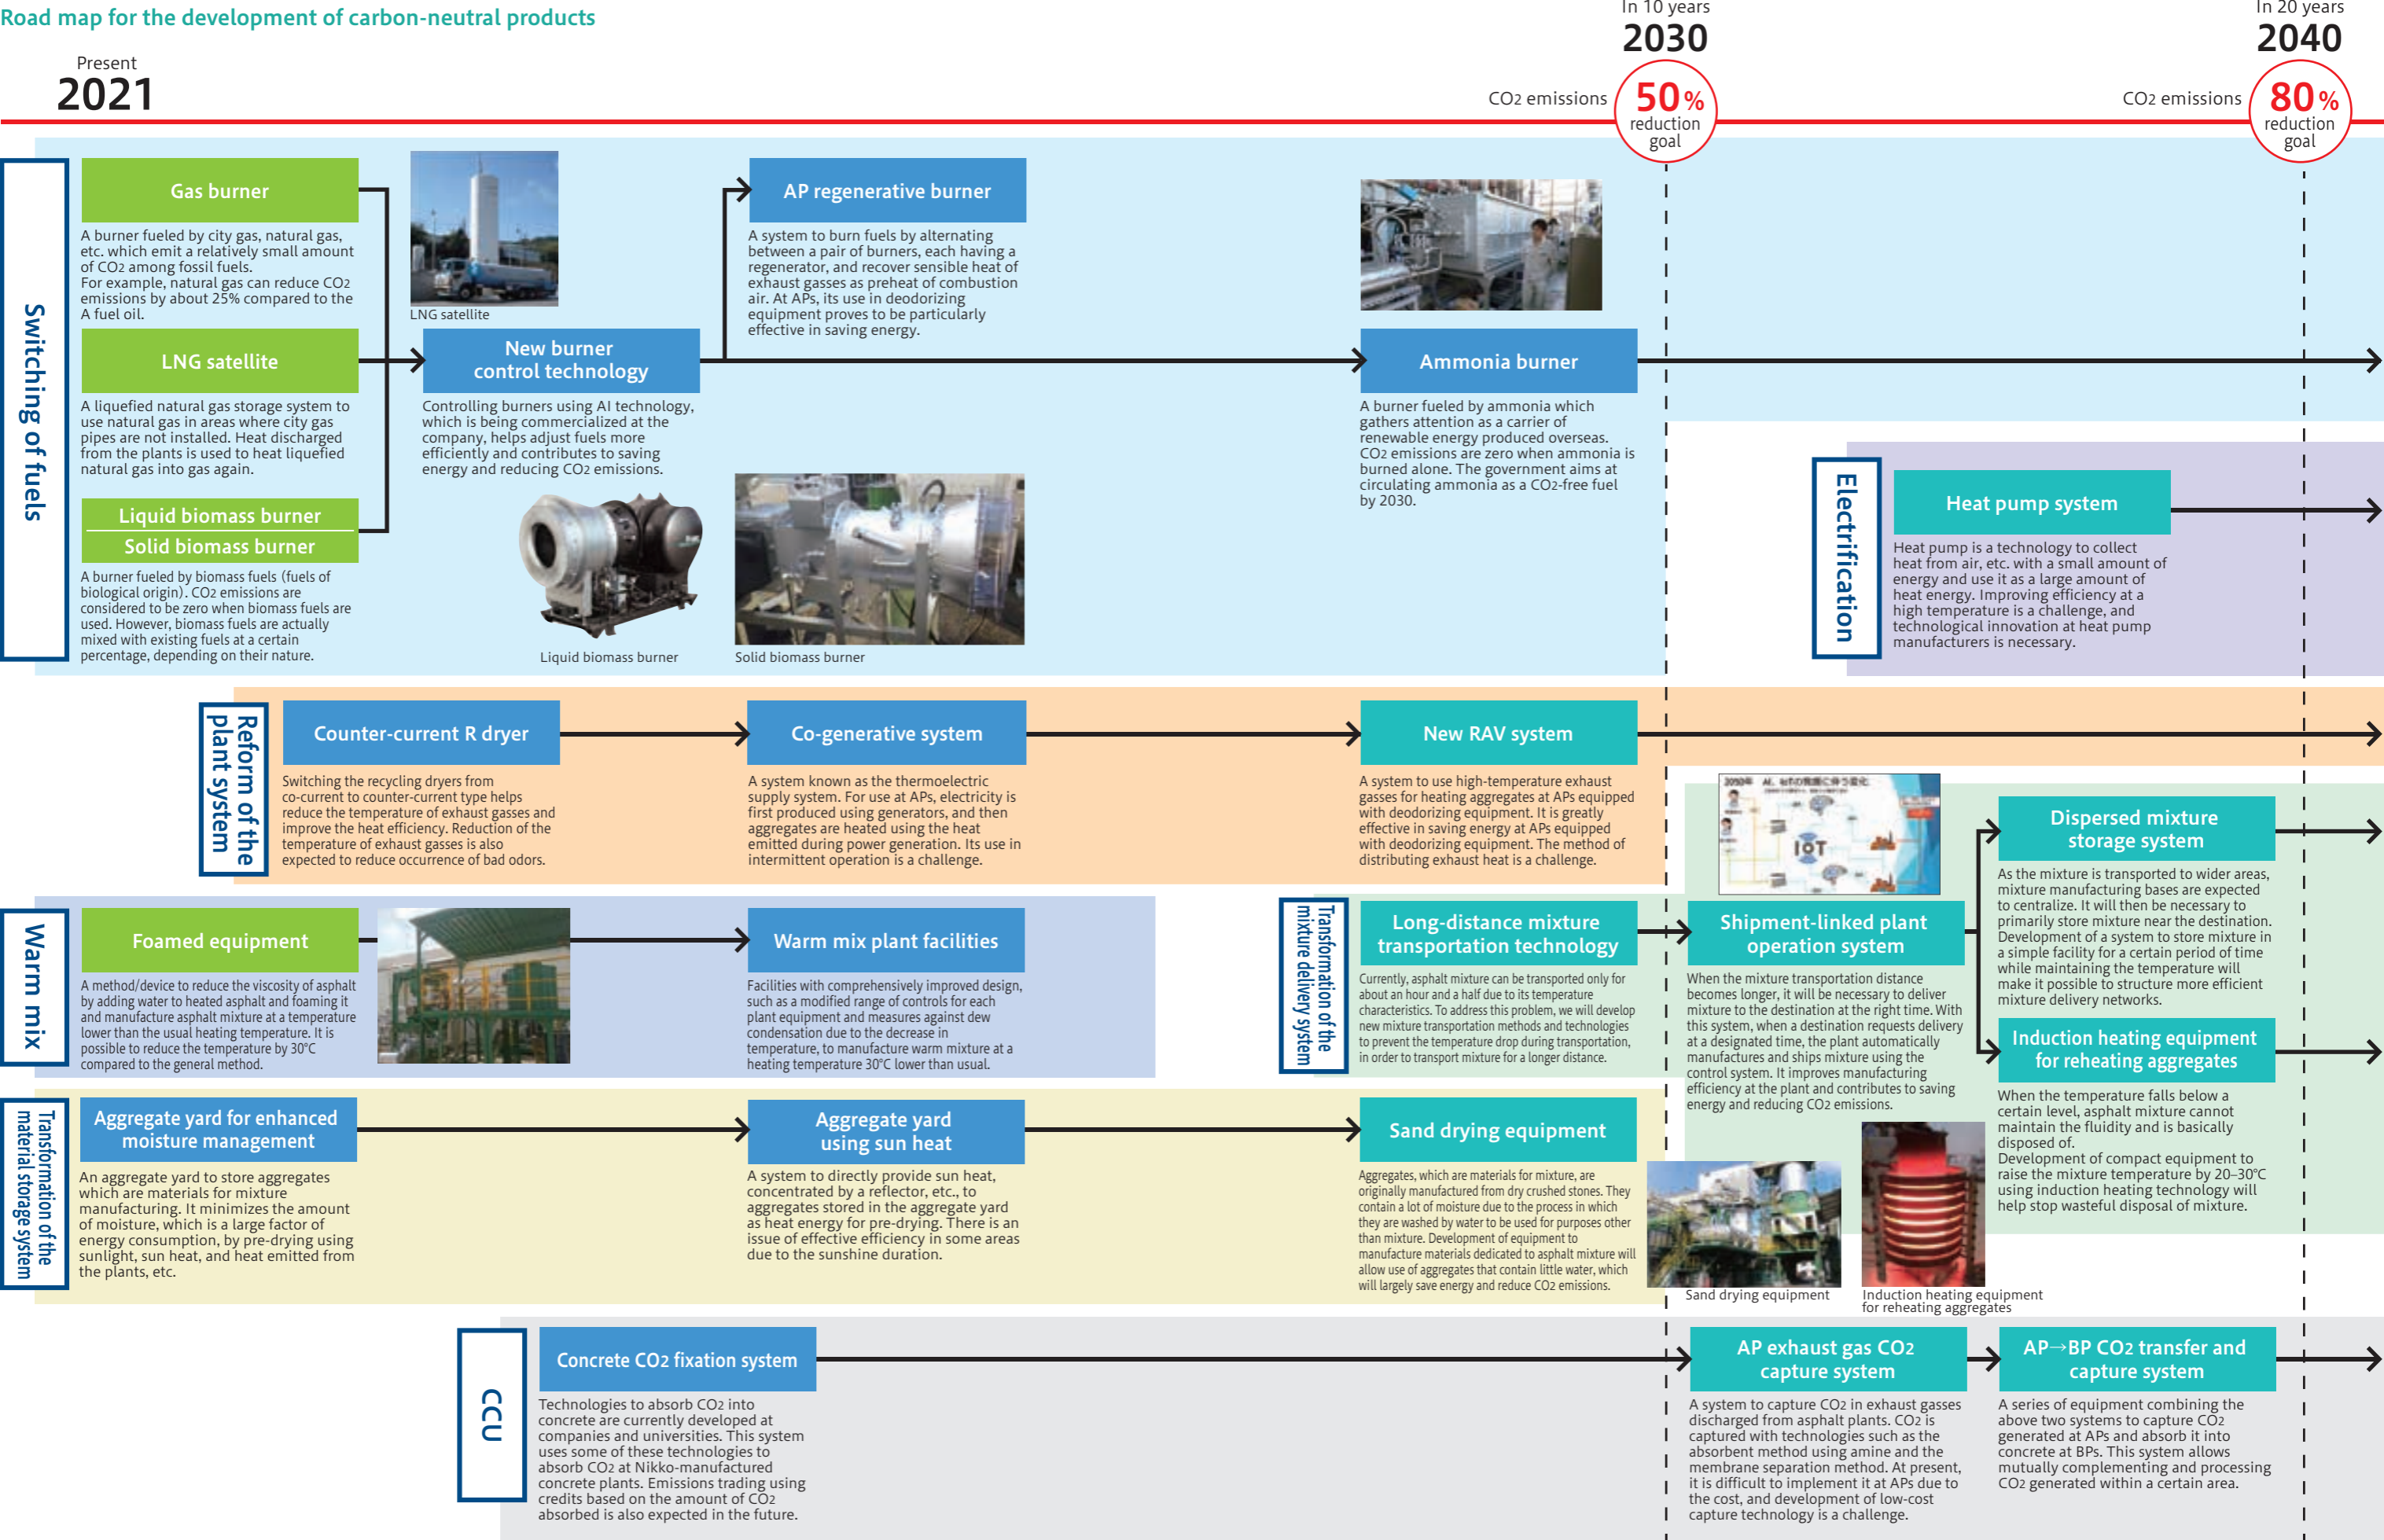 Road map for the development of carbon-neutral products
Present
2021
In 10 years
2030
CO2 emissions
50%
reduction
goal
In 20 years
2040
CO2 emissions
80%
reduction
goal
Switching of fuels
Gas burner
A burner fueled by city gas, natural gas,
etc. which emit a relatively small amount
of CO2 among fossil fuels.
For example, natural gas can reduce CO2
emissions by about 25% compared to the
A fuel oil.
LNG satellite
A liquefied natural gas storage system to
use natural gas in areas where city gas
pipes are not installed. Heat discharged
from the plants is used to heat liquefied
natural gas into gas again.
Liquid biomass burner
Solid biomass burner
A burner fueled by biomass fuels (fuels of
biological origin). CO2 emissions are
considered to be zero when biomass fuels are
used. However, biomass fuels are actually
mixed with existing fuels at a certain
percentage, depending on their nature.
LNG satellite
New burner
control technology
Controlling burners using AI technology,
which is being commercialized at the
company, helps adjust fuels more
efficiently and contributes to saving
energy and reducing CO2 emissions.
Liquid biomass burner
Solid biomass burner
AP regenerative burner
A system to burn fuels by alternating
between a pair of burners, each having a
regenerator, and recover sensible heat of
exhaust gasses as preheat of combustion
air. At APs, its use in deodorizing
equipment proves to be particularly
effective in saving energy.
Ammonia burner
A burner fueled by ammonia which
gathers attention as a carrier of
renewable energy produced overseas.
CO2 emissions are zero when ammonia is
burned alone. The government aims at
circulating ammonia as a CO2-free fuel
by 2030.
Electrification
Heat pump system
Heat pump is a technology to collect
heat from air, etc. with a small amount of
energy and use it as a large amount of
heat energy. Improving efficiency at a
high temperature is a challenge, and
technological innovation at heat pump
manufacturers is necessary.
Reform of the
plant system
Counter-current R dryer
Switching the recycling dryers from
co-current to counter-current type helps
reduce the temperature of exhaust gasses and
improve the heat efficiency. Reduction of the
temperature of exhaust gasses is also
expected to reduce occurrence of bad odors.
Co-generative system
A system known as the thermoelectric
supply system. For use at APs, electricity is
first produced using generators, and then
aggregates are heated using the heat
emitted during power generation. Its use in
intermittent operation is a challenge.
New RAV system
A system to use high-temperature exhaust
gasses for heating aggregates at APs equipped
with deodorizing equipment. It is greatly
effective in saving energy at APs equipped
with deodorizing equipment. The method of
distributing exhaust heat is a challenge.
Warm mix
Foamed equipment
A method/device to reduce the viscosity of asphalt
by adding water to heated asphalt and foaming it
and manufacture asphalt mixture at a temperature
lower than the usual heating temperature. It is
possible to reduce the temperature by 30°C
compared to the general method.
Warm mix plant facilities
Facilities with comprehensively improved design,
such as a modified range of controls for each
plant equipment and measures against dew
condensation due to the decrease in
temperature, to manufacture warm mixture at a
heating temperature 30°C lower than usual.
Transformation of the
mixture delivery system
Long-distance mixture
transportation technology
Currently, asphalt mixture can be transported only for
about an hour and a half due to its temperature
characteristics. To address this problem, we will develop
new mixture transportation methods and technologies
to prevent the temperature drop during transportation,
in order to transport mixture for a longer distance.
IoT
Shipment-linked plant
operation system
When the mixture transportation distance
becomes longer, it will be necessary to deliver
mixture to the destination at the right time. With
this system, when a destination requests delivery
at a designated time, the plant automatically
manufactures and ships mixture using the
control system. It improves manufacturing
efficiency at the plant and contributes to saving
energy and reducing CO2 emissions.
Dispersed mixture
storage system
As the mixture is transported to wider areas,
mixture manufacturing bases are expected
to centralize. It will then be necessary to
primarily store mixture near the destination.
Development of a system to store mixture in
a simple facility for a certain period of time
while maintaining the temperature will
make it possible to structure more efficient
mixture delivery networks.
Induction heating equipment
for reheating aggregates
When the temperature falls below a
certain level, asphalt mixture cannot
maintain the fluidity and is basically
disposed of.
Development of compact equipment to
raise the mixture temperature by 20–30°C
using induction heating technology will
help stop wasteful disposal of mixture.
Transformation of the
material storage system
Aggregate yard for enhanced
moisture management
An aggregate yard to store aggregates
which are materials for mixture
manufacturing. It minimizes the amount
of moisture, which is a large factor of
energy consumption, by pre-drying using
sunlight, sun heat, and heat emitted from
the plants, etc.
Aggregate yard
using sun heat
A system to directly provide sun heat,
concentrated by a reflector, etc., to
aggregates stored in the aggregate yard
as heat energy for pre-drying. There is an
issue of effective efficiency in some areas
due to the sunshine duration.
Sand drying equipment
Aggregates, which are materials for mixture, are
originally manufactured from dry crushed stones. They
contain a lot of moisture due to the process in which
they are washed by water to be used for purposes other
than mixture. Development of equipment to
manufacture materials dedicated to asphalt mixture will
allow use of aggregates that contain little water, which
will largely save energy and reduce CO2 emissions.
Sand drying equipment
Induction heating equipment
for reheating aggregates
CCU
Concrete CO2 fixation system
Technologies to absorb CO2 into
concrete are currently developed at
companies and universities. This system
uses some of these technologies to
absorb CO2 at Nikko-manufactured
concrete plants. Emissions trading using
credits based on the amount of CO2
absorbed is also expected in the future.
AP exhaust gas CO2
capture system
A system to capture CO2 in exhaust gasses
discharged from asphalt plants. CO2 is
captured with technologies such as the
absorbent method using amine and the
membrane separation method. At present,
it is difficult to implement it at APs due to
the cost, and development of low-cost
capture technology is a challenge.
AP→BP CO2 transfer and
capture system
A series of equipment combining the
above two systems to capture CO2
generated at APs and absorb it into
concrete at BPs. This system allows
mutually complementing and processing
CO2 generated within a certain area.